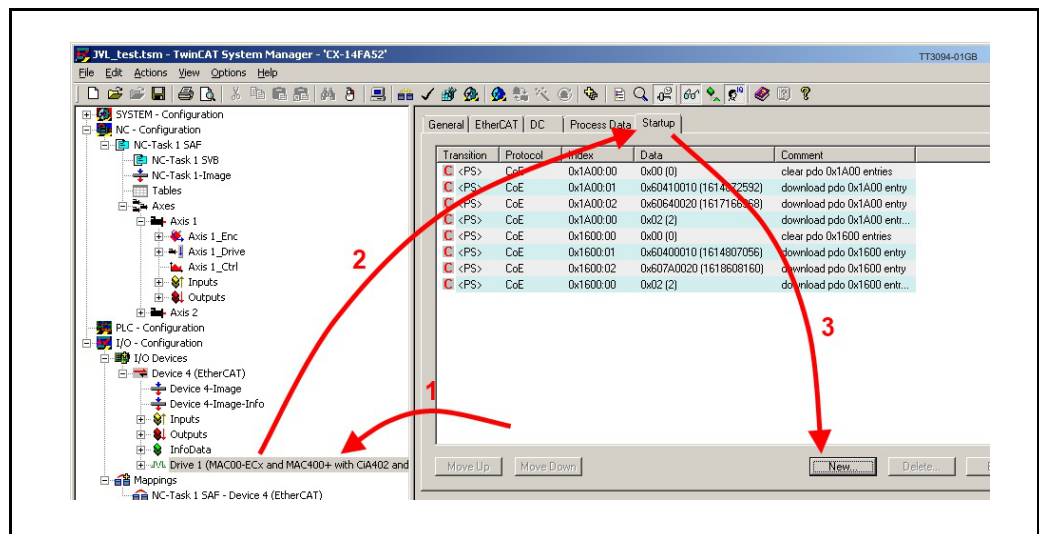 JVL_test.tsm - TwinCAT System Manager - 'CX-14FA52'
TT3094-01GB
File Edit Actions View Options Help
SYSTEM - Configuration
NC - Configuration
NC-Task 1 SAF
NC-Task 1 SVB
NC-Task 1-Image
Tables
Axes
Axis 1
Axis 1_Enc
Axis 1_Drive
Axis 1_Ctrl
Inputs
Outputs
Axis 2
PLC - Configuration
I/O - Configuration
I/O Devices
Device 4 (EtherCAT)
Device 4-Image
Device 4-Image-Info
Inputs
Outputs
InfoData
Drive 1 (MAC00-ECx and MAC400+ with CiA402 and
Mappings
NC-Task 1 SAF - Device 4 (EtherCAT)
General EtherCAT DC Process Data Startup
Transition Protocol Index Data Comment
C <PS> CoE 0x1A00:00 0x00 (0) clear pdo 0x1A00 entries
C <PS> CoE 0x1A00:01 0x60410010 (1614872592) download pdo 0x1A00 entry
C <PS> CoE 0x1A00:02 0x60640020 (1617166368) download pdo 0x1A00 entry
C <PS> CoE 0x1A00:00 0x02 (2) download pdo 0x1A00 entr...
C <PS> CoE 0x1600:00 0x00 (0) clear pdo 0x1600 entries
C <PS> CoE 0x1600:01 0x60400010 (1614807056) download pdo 0x1600 entry
C <PS> CoE 0x1600:02 0x607A0020 (1618608160) download pdo 0x1600 entry
C <PS> CoE 0x1600:00 0x02 (2) download pdo 0x1600 entr...
2
3
1
Move Up Move Down New... Delete...